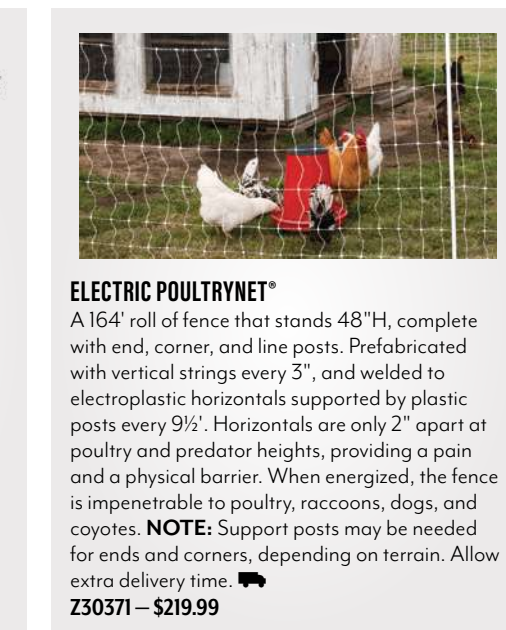 ELECTRIC POULTRYNET®
A 164' roll of fence that stands 48"H, complete
with end, corner, and line posts. Prefabricated
with vertical strings every 3", and welded to
electroplastic horizontals supported by plastic
posts every 9½'. Horizontals are only 2" apart at
poultry and predator heights, providing a pain
and a physical barrier. When energized, the fence
is impenetrable to poultry, raccoons, dogs, and
coyotes. NOTE: Support posts may be needed
for ends and corners, depending on terrain. Allow
extra delivery time.
Z30371 — $219.99